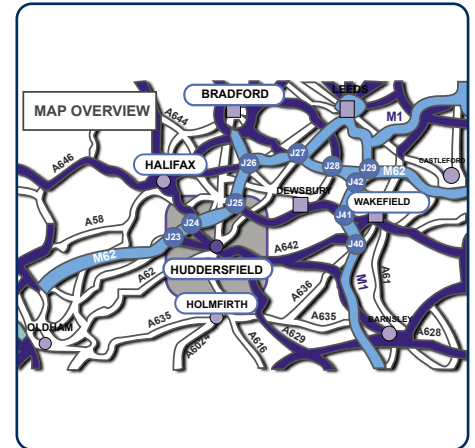 BRADFORD
LEEDS
MAP OVERVIEW
A644
M1
A646
HALIFAX
J26
J27
J28
J29
J42
M62
CASTLEFORD
DEWSBURY
WAKEFIELD
J25
J24
J23
J41
J40
A58
M62
A62
A642
HUDDERSFIELD
A636
M1
A61
HOLMFIRTH
OLDHAM
A635
A6024
A616
A629
A635
BARNSLEY
A628